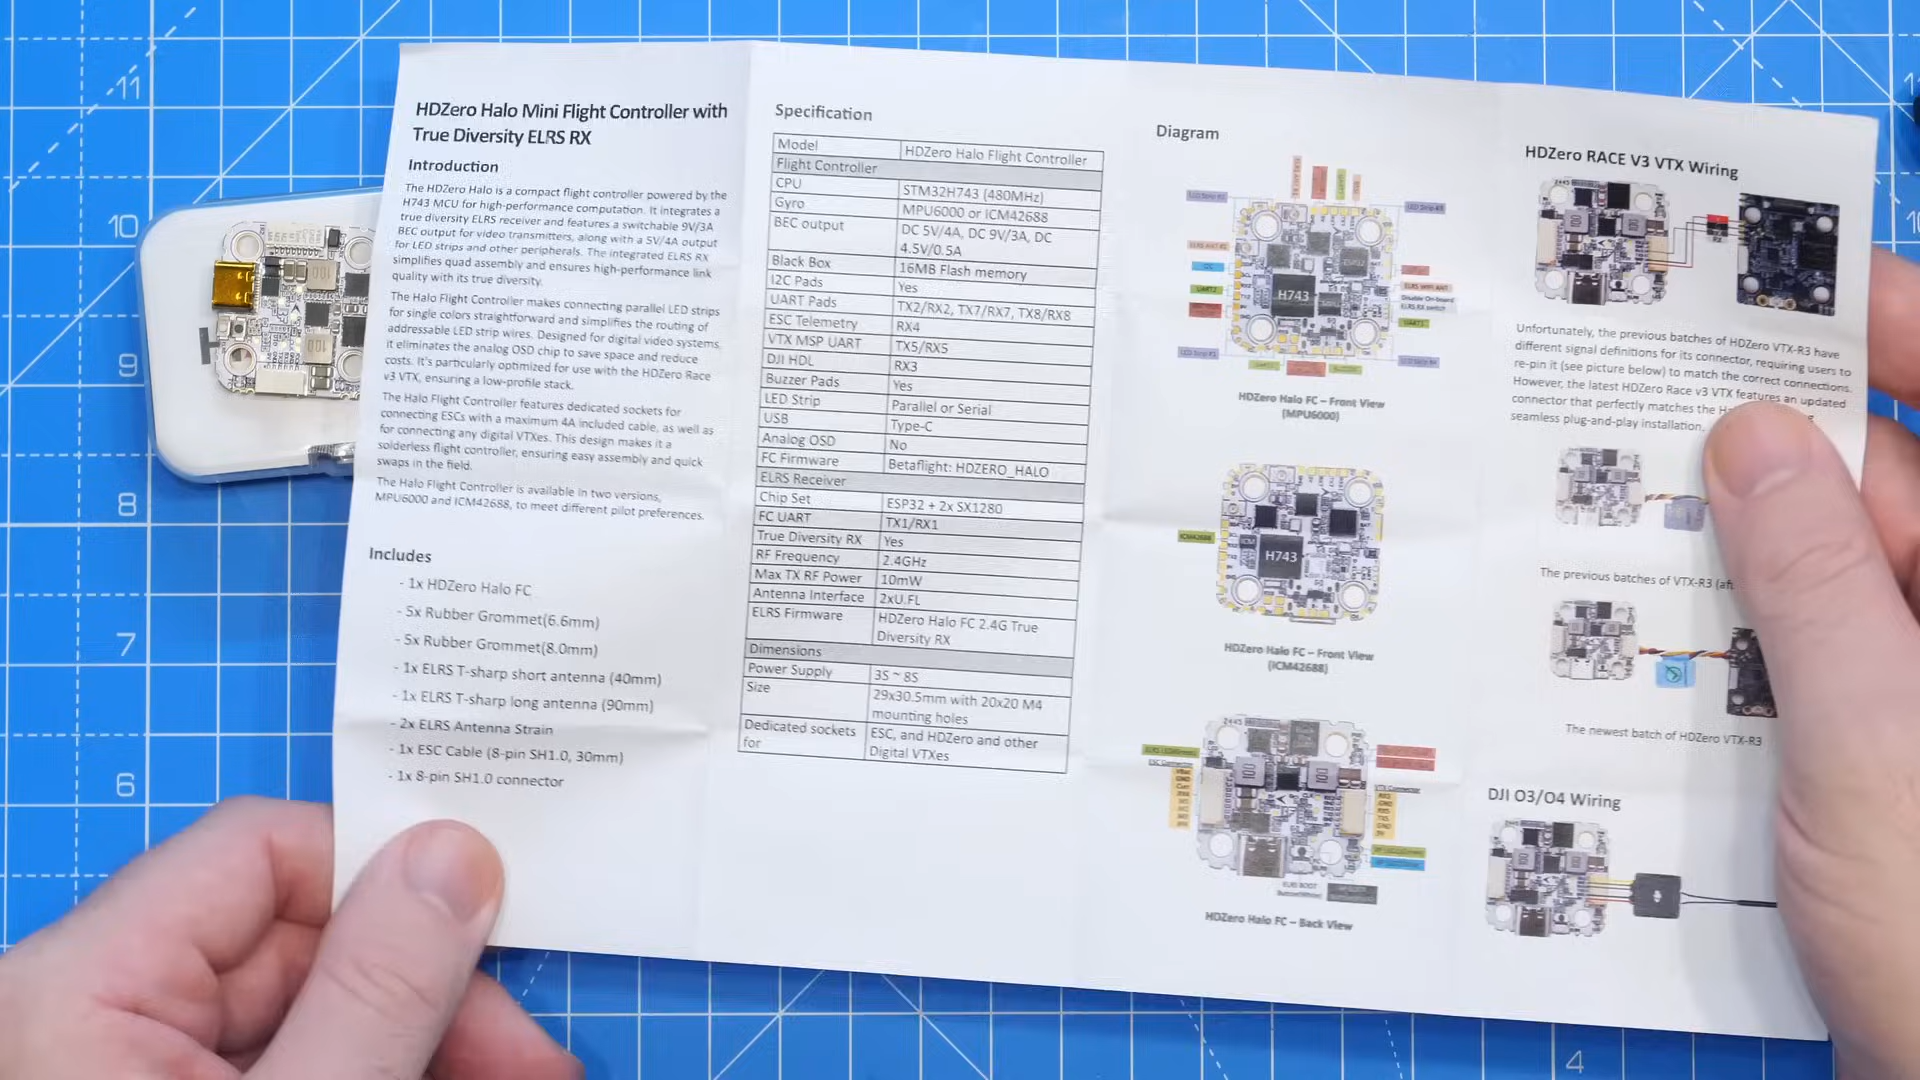 HDZero Halo Mini Flight Controller with
True Diversity ELRS RX
Introduction
The HDZero Halo is a compact flight controller powered by the
H743 MCU for high-performance computation. It integrates a
true diversity ELRS receiver and features a switchable 9V/3A
BEC output for video transmitters, along with a 5V/4A output
for LED strips and other peripherals. The integrated ELRS RX
simplifies quad assembly and ensures high-performance link
quality with its true diversity.
The Halo Flight Controller makes connecting parallel LED strips
for single colors straightforward and simplifies the routing of
addressable LED strip wires. Designed for digital video systems,
it eliminates the analog OSD chip to save space and reduce
costs. It's particularly optimized for use with the HDZero Race
v3 VTX, ensuring a low-profile stack.
The Halo Flight Controller features dedicated sockets for
connecting ESCs with a maximum 4A included cable, as well as
for connecting any digital VTXes. This design makes it a
solderless flight controller, ensuring easy assembly and quick
swaps in the field.
The Halo Flight Controller is available in two versions,
MPU6000 and ICM42688, to meet different pilot preferences.
Includes
- 1x HDZero Halo FC
- 5x Rubber Grommet(6.6mm)
- 5x Rubber Grommet(8.0mm)
- 1x ELRS T-sharp short antenna (40mm)
- 1x ELRS T-sharp long antenna (90mm)
- 2x ELRS Antenna Strain
- 1x ESC Cable (8-pin SH1.0, 30mm)
- 1x 8-pin SH1.0 connector
Specification
Model HDZero Halo Flight Controller
Flight Controller
CPU STM32H743 (480MHz)
Gyro MPU6000 or ICM42688
BEC output DC 5V/4A, DC 9V/3A, DC
4.5V/0.5A
Black Box 16MB Flash memory
I2C Pads Yes
UART Pads TX2/RX2, TX7/RX7, TX8/RX8
ESC Telemetry RX4
VTX MSP UART TX5/RX5
DJI HDL RX3
Buzzer Pads Yes
LED Strip Parallel or Serial
USB Type-C
Analog OSD No
FC Firmware Betaflight: HDZERO_HALO
ELRS Receiver
Chip Set ESP32 + 2x SX1280
FC UART TX1/RX1
True Diversity RX Yes
RF Frequency 2.4GHz
Max TX RF Power 10mW
Antenna Interface 2xU.FL
ELRS Firmware HDZero Halo FC 2.4G True
Diversity RX
Dimensions
Power Supply 3S ~ 8S
Size 29x30.5mm with 20x20 M4
mounting holes
Dedicated sockets ESC, and HDZero and other
for Digital VTXes
Diagram
H743
HDZero Halo FC – Front View
(MPU6000)
ICM42688
H743
HDZero Halo FC – Front View
(ICM42688)
2445
100
100
HDZero Halo FC – Back View
HDZero RACE V3 VTX Wiring
Unfortunately, the previous batches of HDZero VTX-R3 have
different signal definitions for its connector, requiring users to
re-pin it (see picture below) to match the correct connections.
However, the latest HDZero Race v3 VTX features an updated
connector that perfectly matches the
seamless plug-and-play installation.
The previous batches of VTX-R3
The newest batch of HDZero VTX-R3
DJI O3/O4 Wiring
11
10
9
8
7
6
4